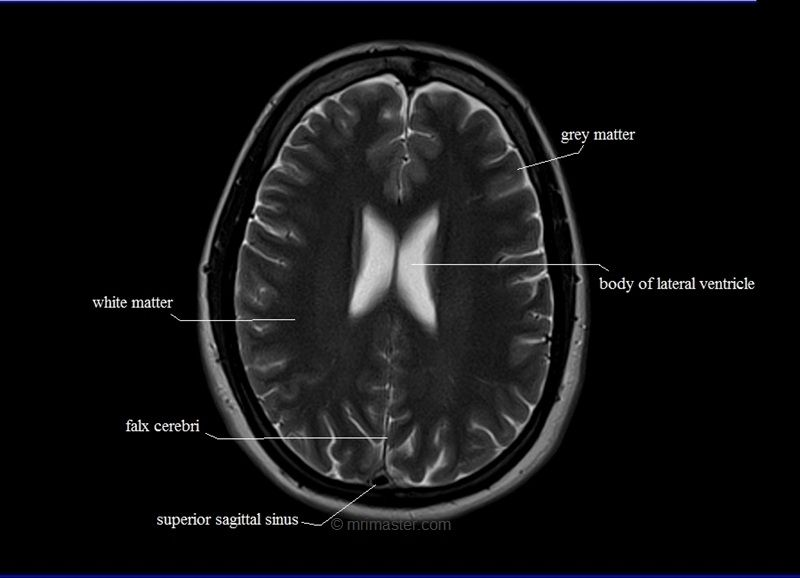 grey matter
body of lateral ventricle
white matter
falx cerebri
superior sagittal sinus
© mrimaster.com